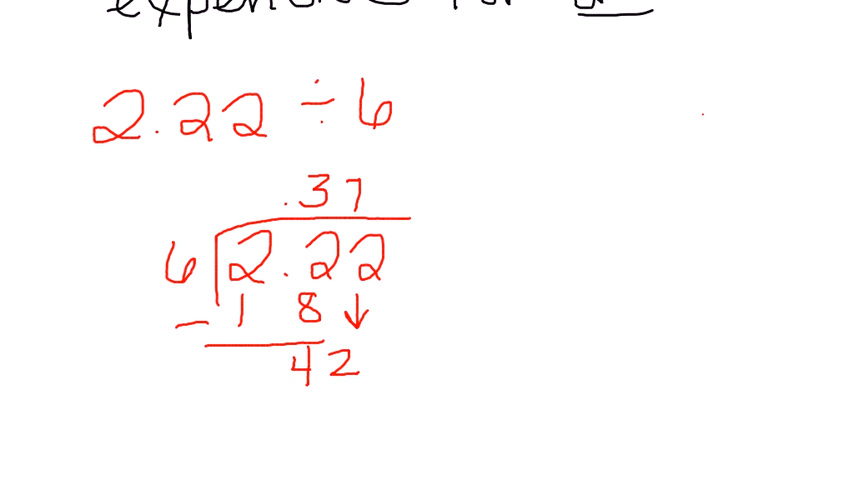 2.22 ÷ 6
.37
6 2.22
- 1 8 ↓
42